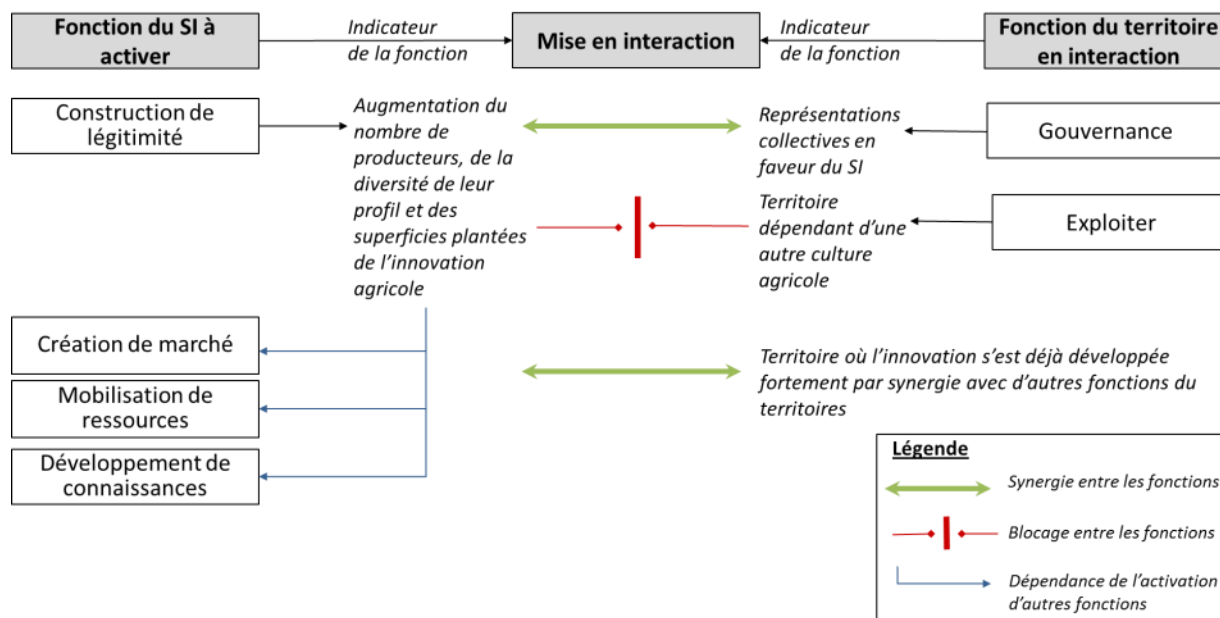 Fonction du SI à
activer
Indicateur
de la fonction
Mise en interaction
Indicateur
de la fonction
Fonction du territoire
en interaction
Construction de
légitimité
Augmentation du
nombre de
producteurs, de la
diversité de leur
profil et des
superficies plantées
de l'innovation
agricole
Représentations
collectives en
faveur du SI
Gouvernance
Territoire
dépendant d'une
autre culture
agricole
Exploiter
Création de marché
Mobilisation de
ressources
Développement de
connaissances
Territoire où l'innovation s'est déjà développée
fortement par synergie avec d'autres fonctions du
territoires
Légende
Synergie entre les fonctions
Blocage entre les fonctions
Dépendance de l'activation
d'autres fonctions